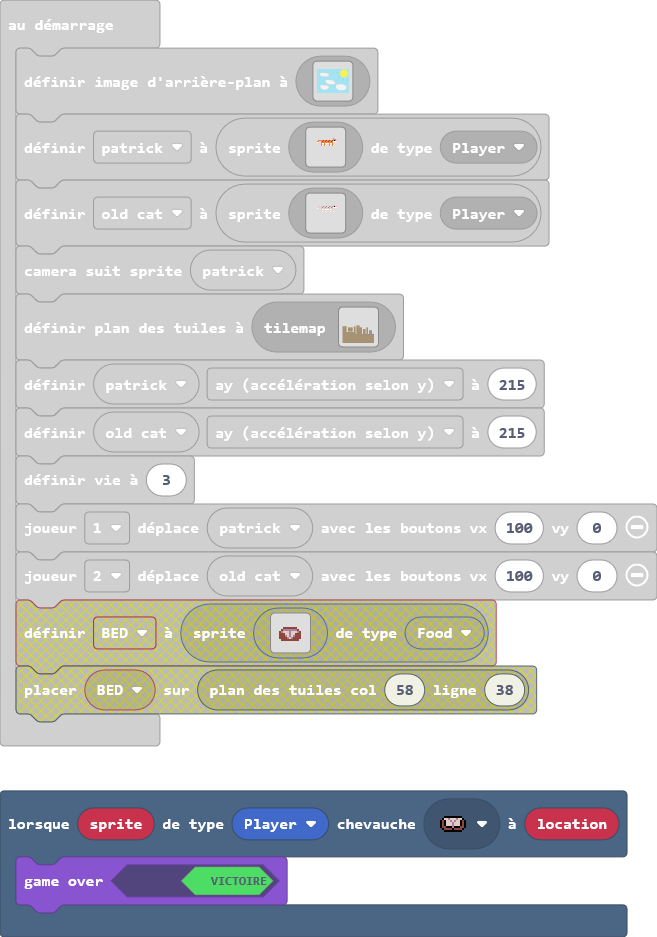 au démarrage
définir image d'arrière-plan à
définir patrick à sprite de type Player
définir old cat à sprite de type Player
camera suit sprite patrick
définir plan des tuiles à tilemap
définir patrick ay (accélération selon y) à 215
définir old cat ay (accélération selon y) à 215
définir vie à 3
joueur 1 déplace patrick avec les boutons vx 100 vy 0
joueur 2 déplace old cat avec les boutons vx 100 vy 0
définir BED à sprite de type Food
placer BED sur plan des tuiles col 58 ligne 38
lorsque sprite de type Player chevauche à location
game over VICTOIRE